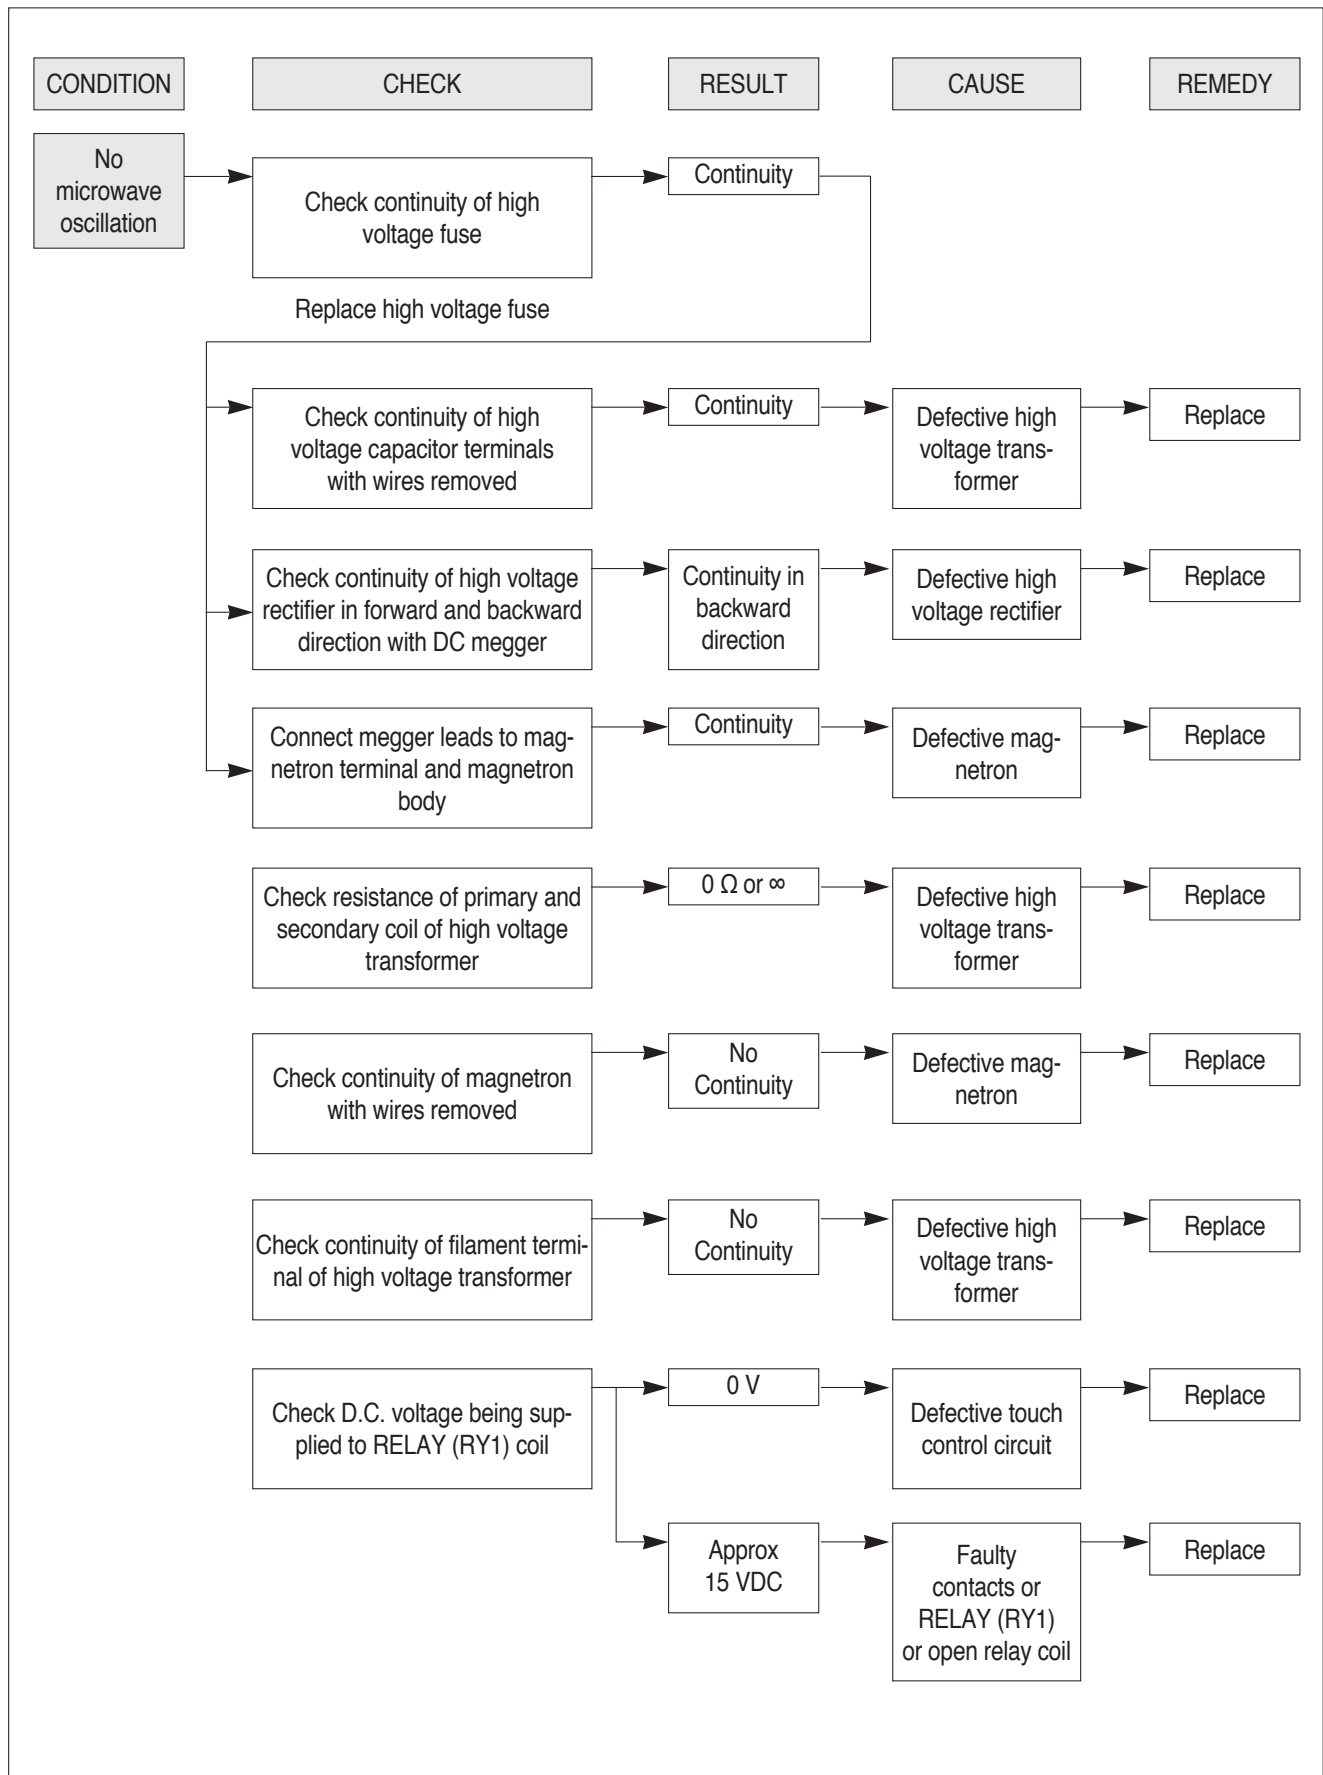 CONDITION
CHECK
RESULT
CAUSE
REMEDY
No
microwave
oscillation
Check continuity of high
voltage fuse
Continuity
Replace high voltage fuse
Check continuity of high
voltage capacitor terminals
with wires removed
Continuity
Defective high
voltage trans-
former
Replace
Check continuity of high voltage
rectifier in forward and backward
direction with DC megger
Continuity in
backward
direction
Defective high
voltage rectifier
Replace
Connect megger leads to mag-
netron terminal and magnetron
body
Continuity
Defective mag-
netron
Replace
Check resistance of primary and
secondary coil of high voltage
transformer
0 Ω or ∞
Defective high
voltage trans-
former
Replace
Check continuity of magnetron
with wires removed
No
Continuity
Defective mag-
netron
Replace
Check continuity of filament termi-
nal of high voltage transformer
No
Continuity
Defective high
voltage trans-
former
Replace
Check D.C. voltage being sup-
plied to RELAY (RY1) coil
0 V
Defective touch
control circuit
Replace
Approx
15 VDC
Faulty
contacts or
RELAY (RY1)
or open relay coil
Replace